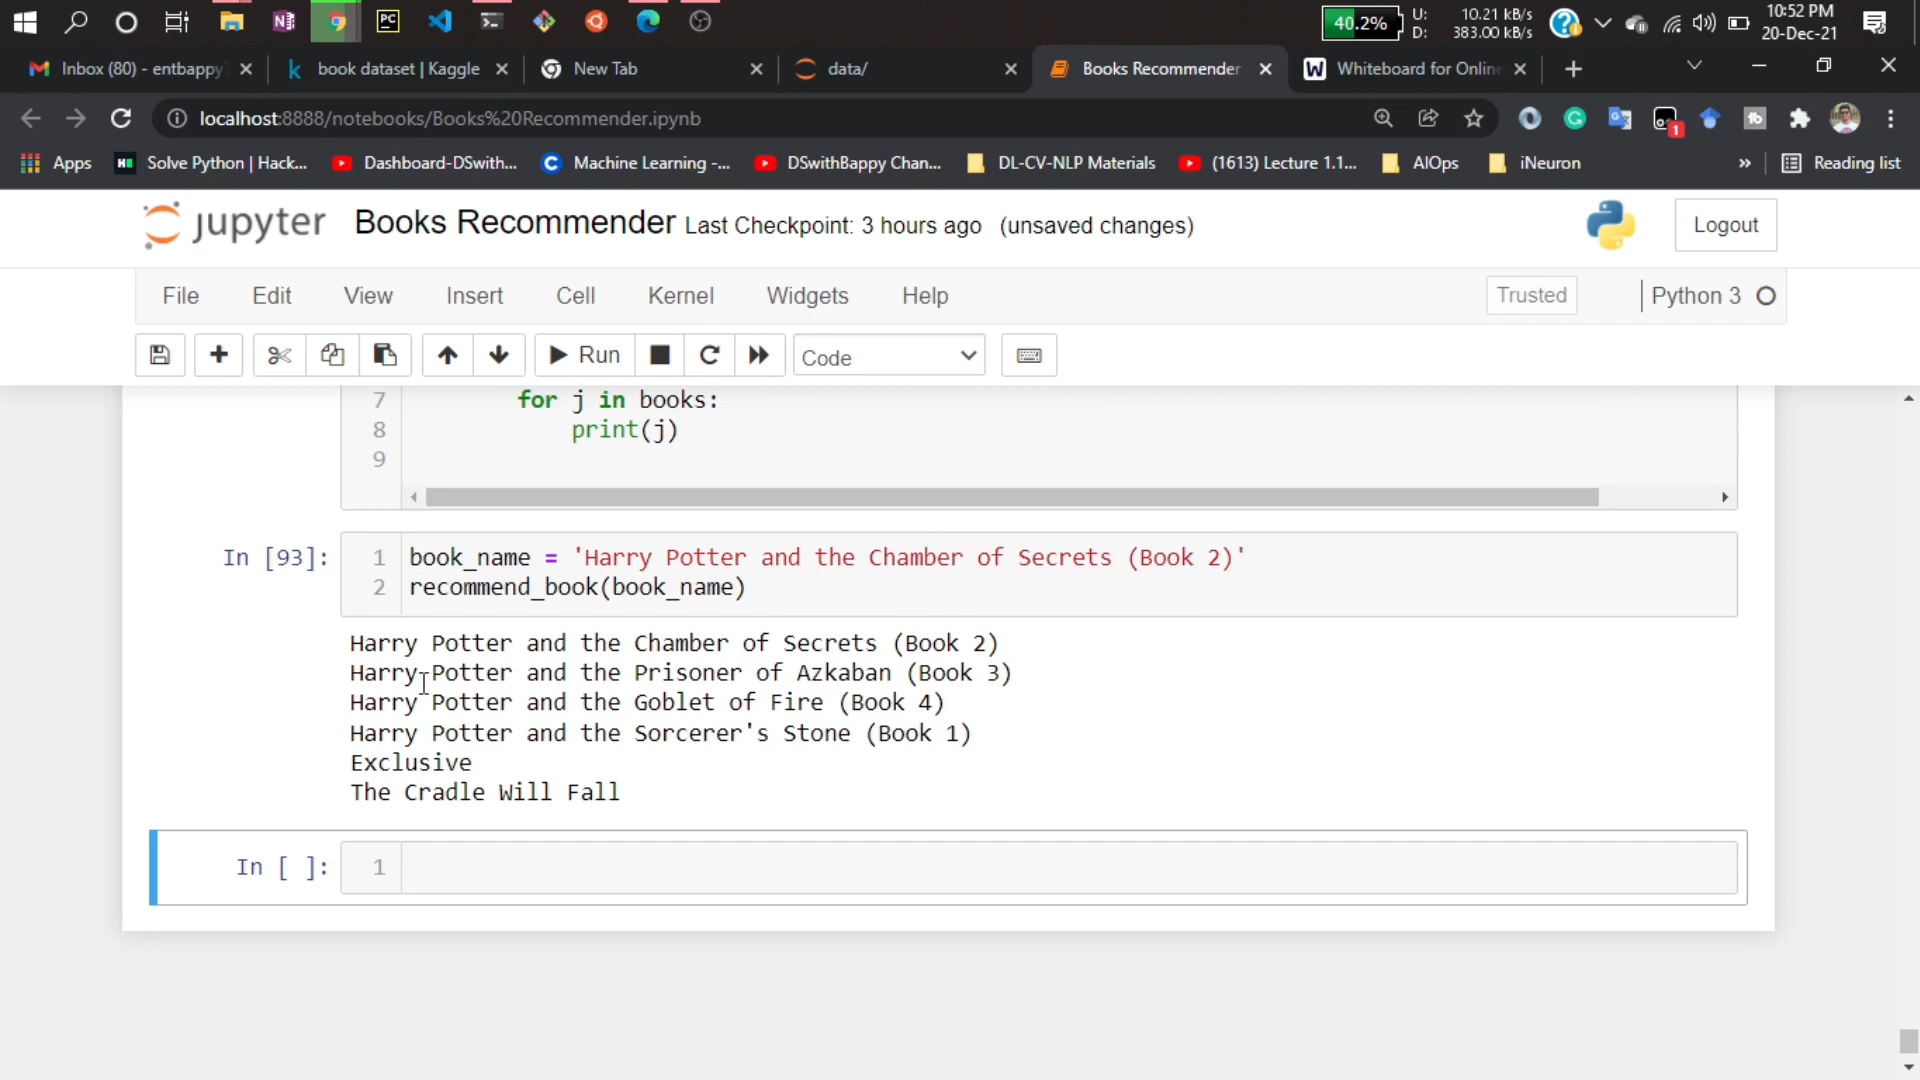 40.2%
U: 10.21 kB/s
D: 383.00 kB/s
10:52 PM
20-Dec-21
Inbox (80) - entbappy
book dataset | Kaggle
New Tab
data/
Books Recommender
Whiteboard for Online
localhost:8888/notebooks/Books%20Recommender.ipynb
1
Apps
Solve Python | Hack...
Dashboard-DSwith...
Machine Learning -...
DSwithBappy Chan...
DL-CV-NLP Materials
(1613) Lecture 1.1...
AIOps
iNeuron
»
Reading list
jupyter
Books Recommender Last Checkpoint: 3 hours ago (unsaved changes)
Logout
File Edit View Insert Cell Kernel Widgets Help
Trusted
Python 3
Run
Code
7 for j in books:
8 print(j)
9
In [93]:
1 book_name = 'Harry Potter and the Chamber of Secrets (Book 2)'
2 recommend_book(book_name)
Harry Potter and the Chamber of Secrets (Book 2)
Harry Potter and the Prisoner of Azkaban (Book 3)
Harry Potter and the Goblet of Fire (Book 4)
Harry Potter and the Sorcerer's Stone (Book 1)
Exclusive
The Cradle Will Fall
In [ ]: 1